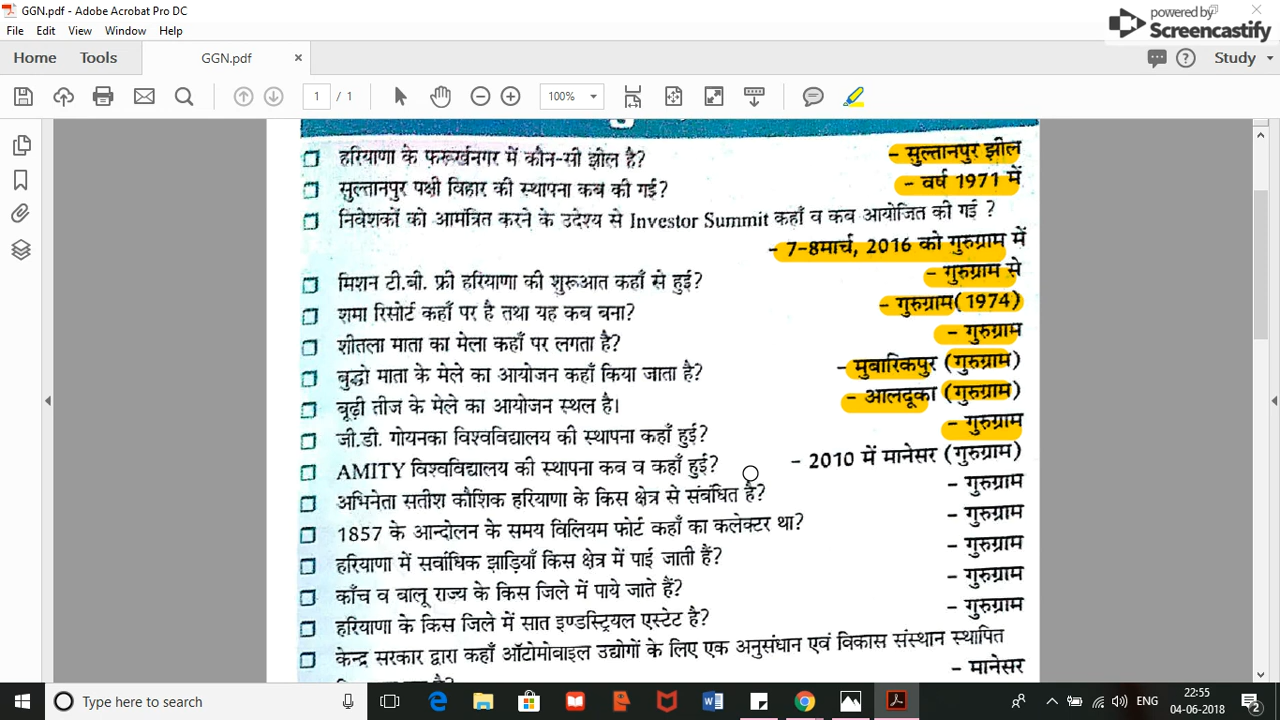 GGN.pdf - Adobe Acrobat Pro DC
powered by
Screencastify
File Edit View Window Help
Home Tools GGN.pdf × Study
1 / 1 100%
हरियाणा के फरूर्खनगर में कौन-सी झील है? - सुल्तानपुर झील
सुल्तानपुर पक्षी विहार की स्थापना कब की गई? - वर्ष 1971 में
निवेशकों को आमंत्रित करने के उदेश्य से Investor Summit कहाँ व कब आयोजित की गई ?
- 7-8मार्च, 2016 को गुरुग्राम में
मिशन टी.बी. फ्री हरियाणा की शुरूआत कहाँ से हुई? - गुरुग्राम से
शमा रिसोर्ट कहाँ पर है तथा यह कब बना? - गुरुग्राम(1974)
शीतला माता का मेला कहाँ पर लगता है? - गुरुग्राम
बुद्धो माता के मेले का आयोजन कहाँ किया जाता है? - मुबारिकपुर (गुरुग्राम)
बूढ़ी तीज के मेले का आयोजन स्थल है। - आलदूका (गुरुग्राम)
जी.डी. गोयनका विश्वविद्यालय की स्थापना कहाँ हुई? - गुरुग्राम
AMITY विश्वविद्यालय की स्थापना कब व कहाँ हुई? - 2010 में मानेसर (गुरुग्राम)
अभिनेता सतीश कौशिक हरियाणा के किस क्षेत्र से संबंधित है? - गुरुग्राम
1857 के आन्दोलन के समय विलियम फोर्ट कहाँ का कलेक्टर था? - गुरुग्राम
हरियाणा में सर्वाधिक झाड़ियाँ किस क्षेत्र में पाई जाती हैं? - गुरुग्राम
काँच व बालू राज्य के किस जिले में पाये जाते हैं? - गुरुग्राम
हरियाणा के किस जिले में सात इण्डस्ट्रियल एस्टेट है? - गुरुग्राम
केन्द्र सरकार द्वारा कहाँ ऑटोमोबाइल उद्योगों के लिए एक अनुसंधान एवं विकास संस्थान स्थापित
- मानेसर
Type here to search
ENG
22:55
04-06-2018
2